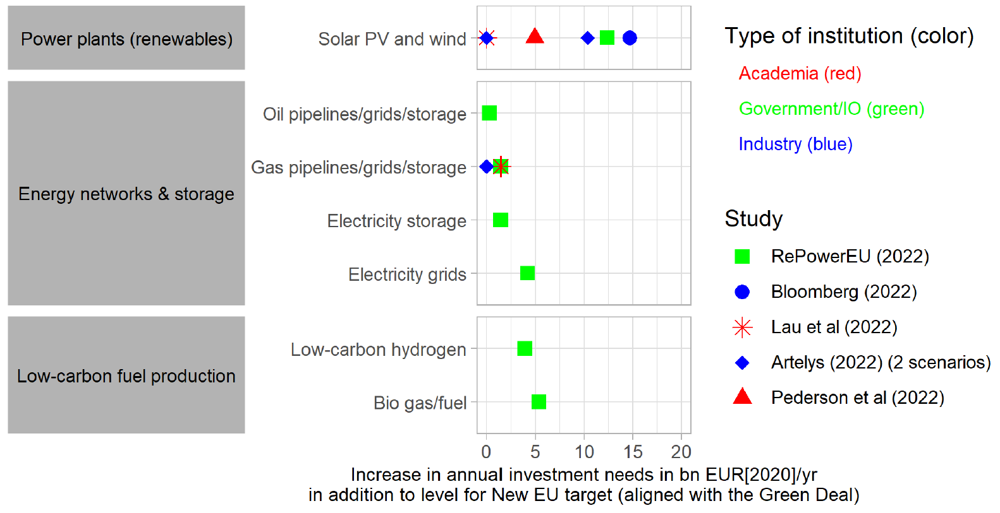 Power plants (renewables)
Solar PV and wind
Energy networks & storage
Oil pipelines/grids/storage
Gas pipelines/grids/storage
Electricity storage
Electricity grids
Low-carbon fuel production
Low-carbon hydrogen
Bio gas/fuel
0 5 10 15 20
Increase in annual investment needs in bn EUR[2020]/yr
in addition to level for New EU target (aligned with the Green Deal)
Type of institution (color)
Academia (red)
Government/IO (green)
Industry (blue)
Study
RePowerEU (2022)
Bloomberg (2022)
Lau et al (2022)
Artelys (2022) (2 scenarios)
Pederson et al (2022)